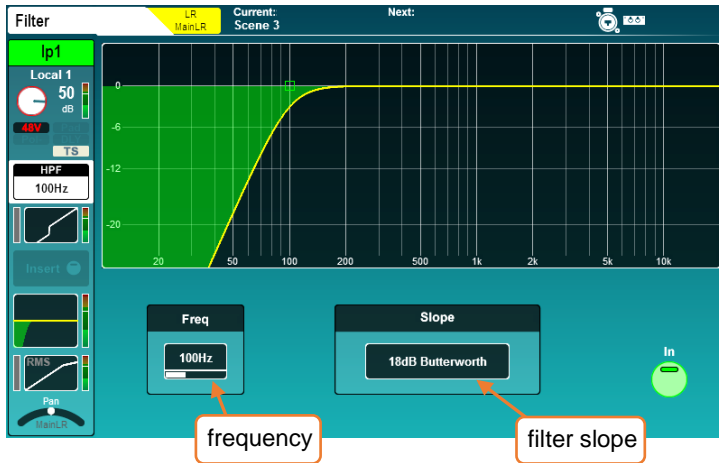 Filter
LR
MainLR
Current:
Scene 3
Next:
Ip1
Local 1
50
dB
48V
TS
HPF
100Hz
Insert
RMS
Pan
MainLR
0
-6
-12
-20
20 50 100 200 500 1k 2k 5k 10k
Freq
100Hz
Slope
18dB Butterworth
In
frequency
filter slope